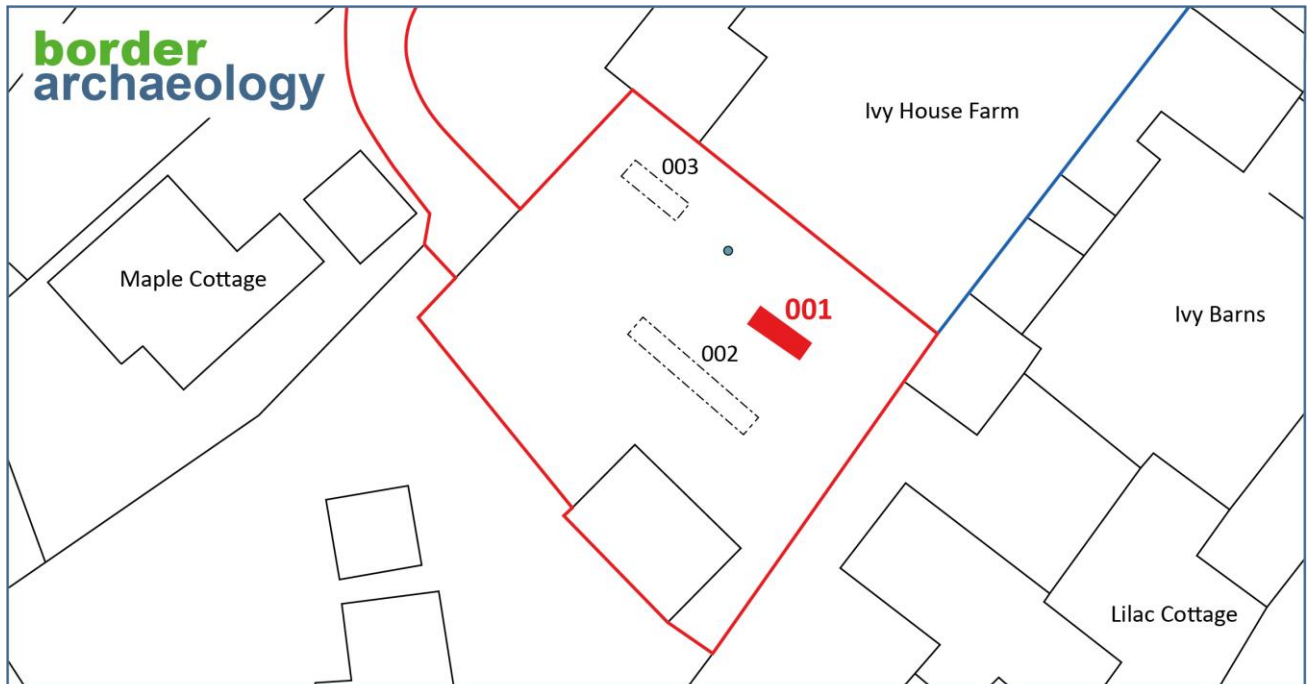 border
archaeology
Ivy House Farm
003
Maple Cottage
001
Ivy Barns
002
Lilac Cottage